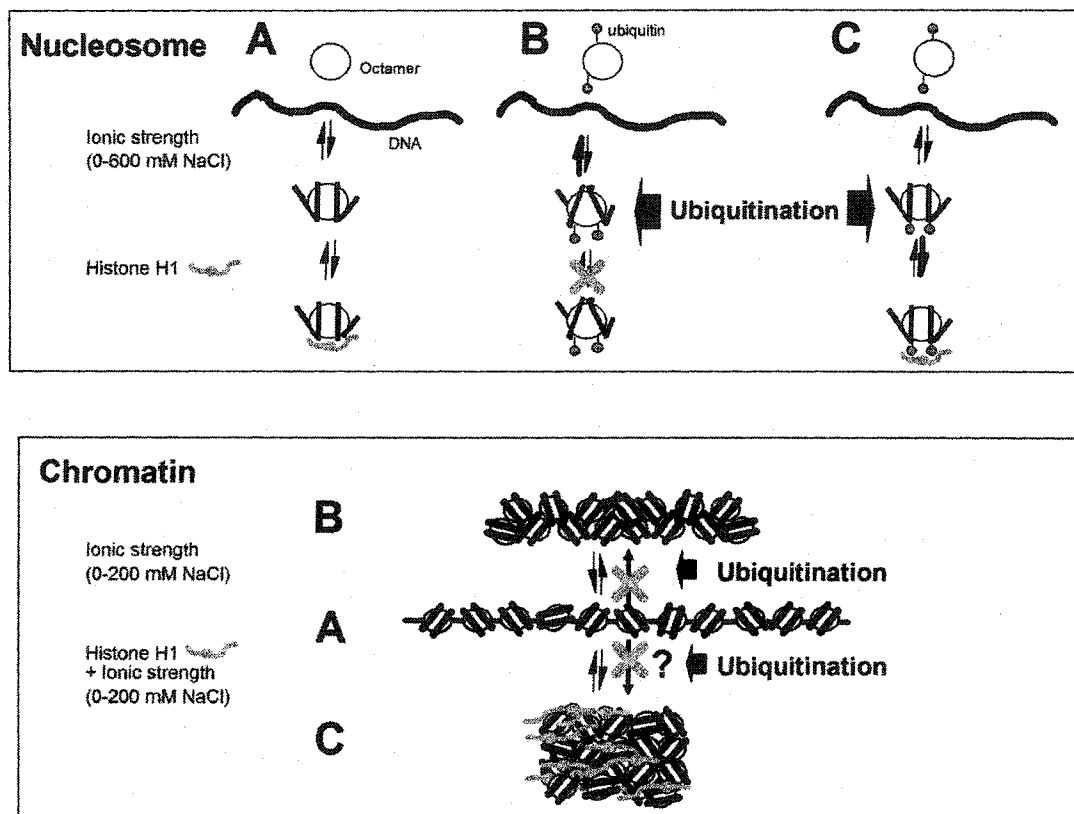 Nucleosome
A
B
C
Octamer
ubiquitin
Ionic strength
(0-600 mM NaCl)
DNA
Ubiquitination
Histone H1
Chromatin
B
Ionic strength
(0-200 mM NaCl)
Ubiquitination
A
Histone H1
+ Ionic strength
(0-200 mM NaCl)
?
Ubiquitination
C